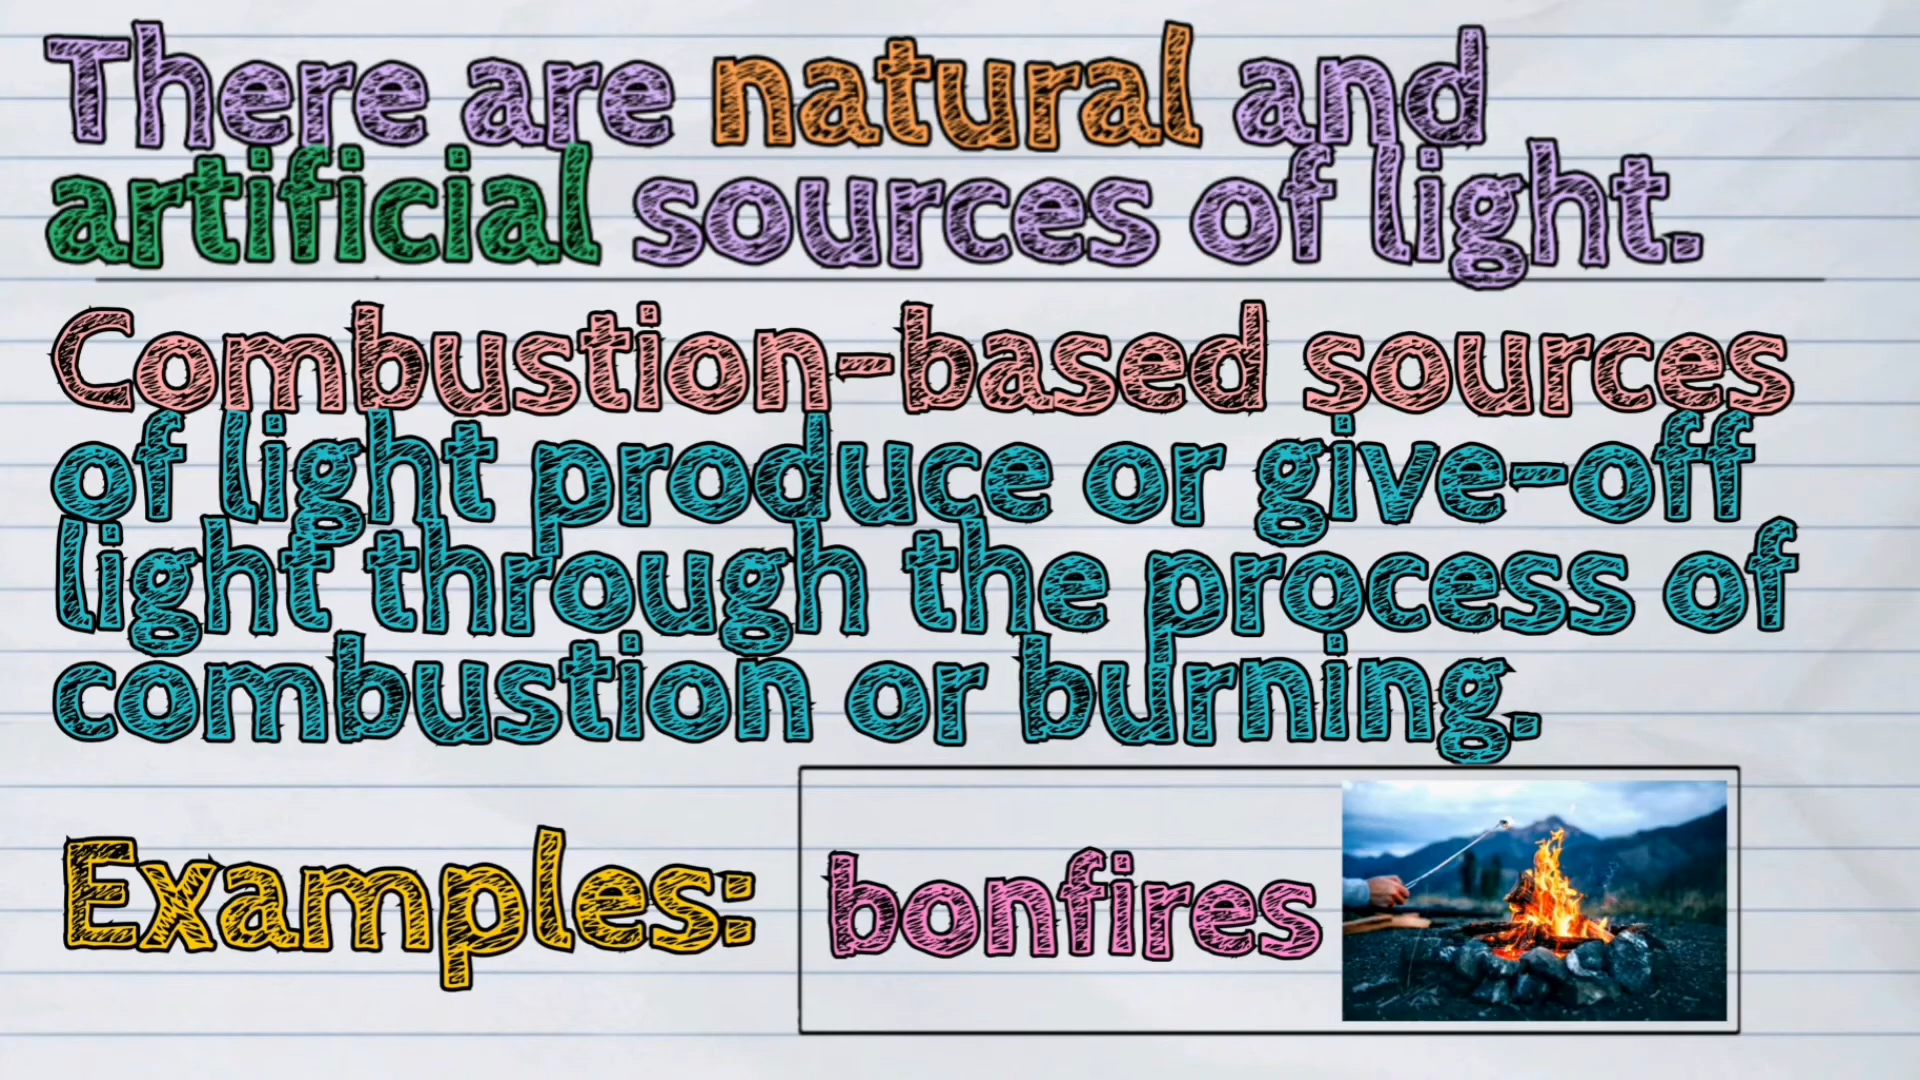 There are natural and
artificial sources of light.
Combustion-based sources
of light produce or give-off
light through the process of
combustion or burning.
Examples:
bonfires